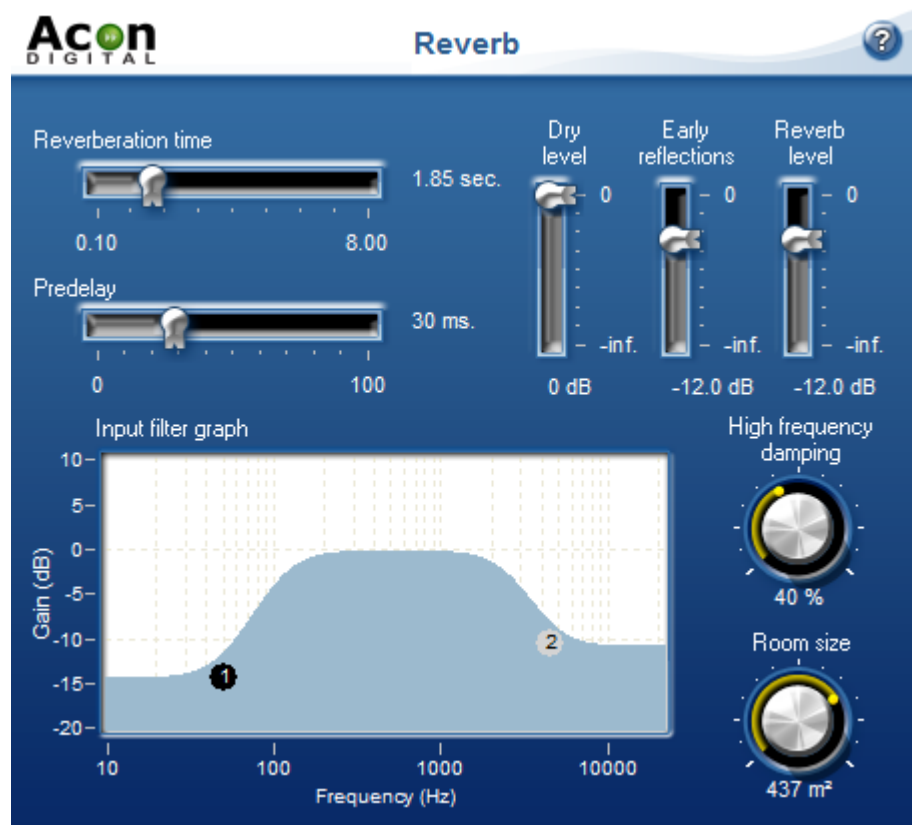 Acon
DIGITAL
Reverb
?
Reverberation time
1.85 sec.
0.10 8.00
Predelay
30 ms.
0 100
Dry level
0
-inf.
0 dB
Early reflections
0
-inf.
-12.0 dB
Reverb level
0
-inf.
-12.0 dB
Input filter graph
Gain (dB)
10
5
0
-5
-10
-15
-20
1
2
10 100 1000 10000
Frequency (Hz)
High frequency
damping
40 %
Room size
437 m²